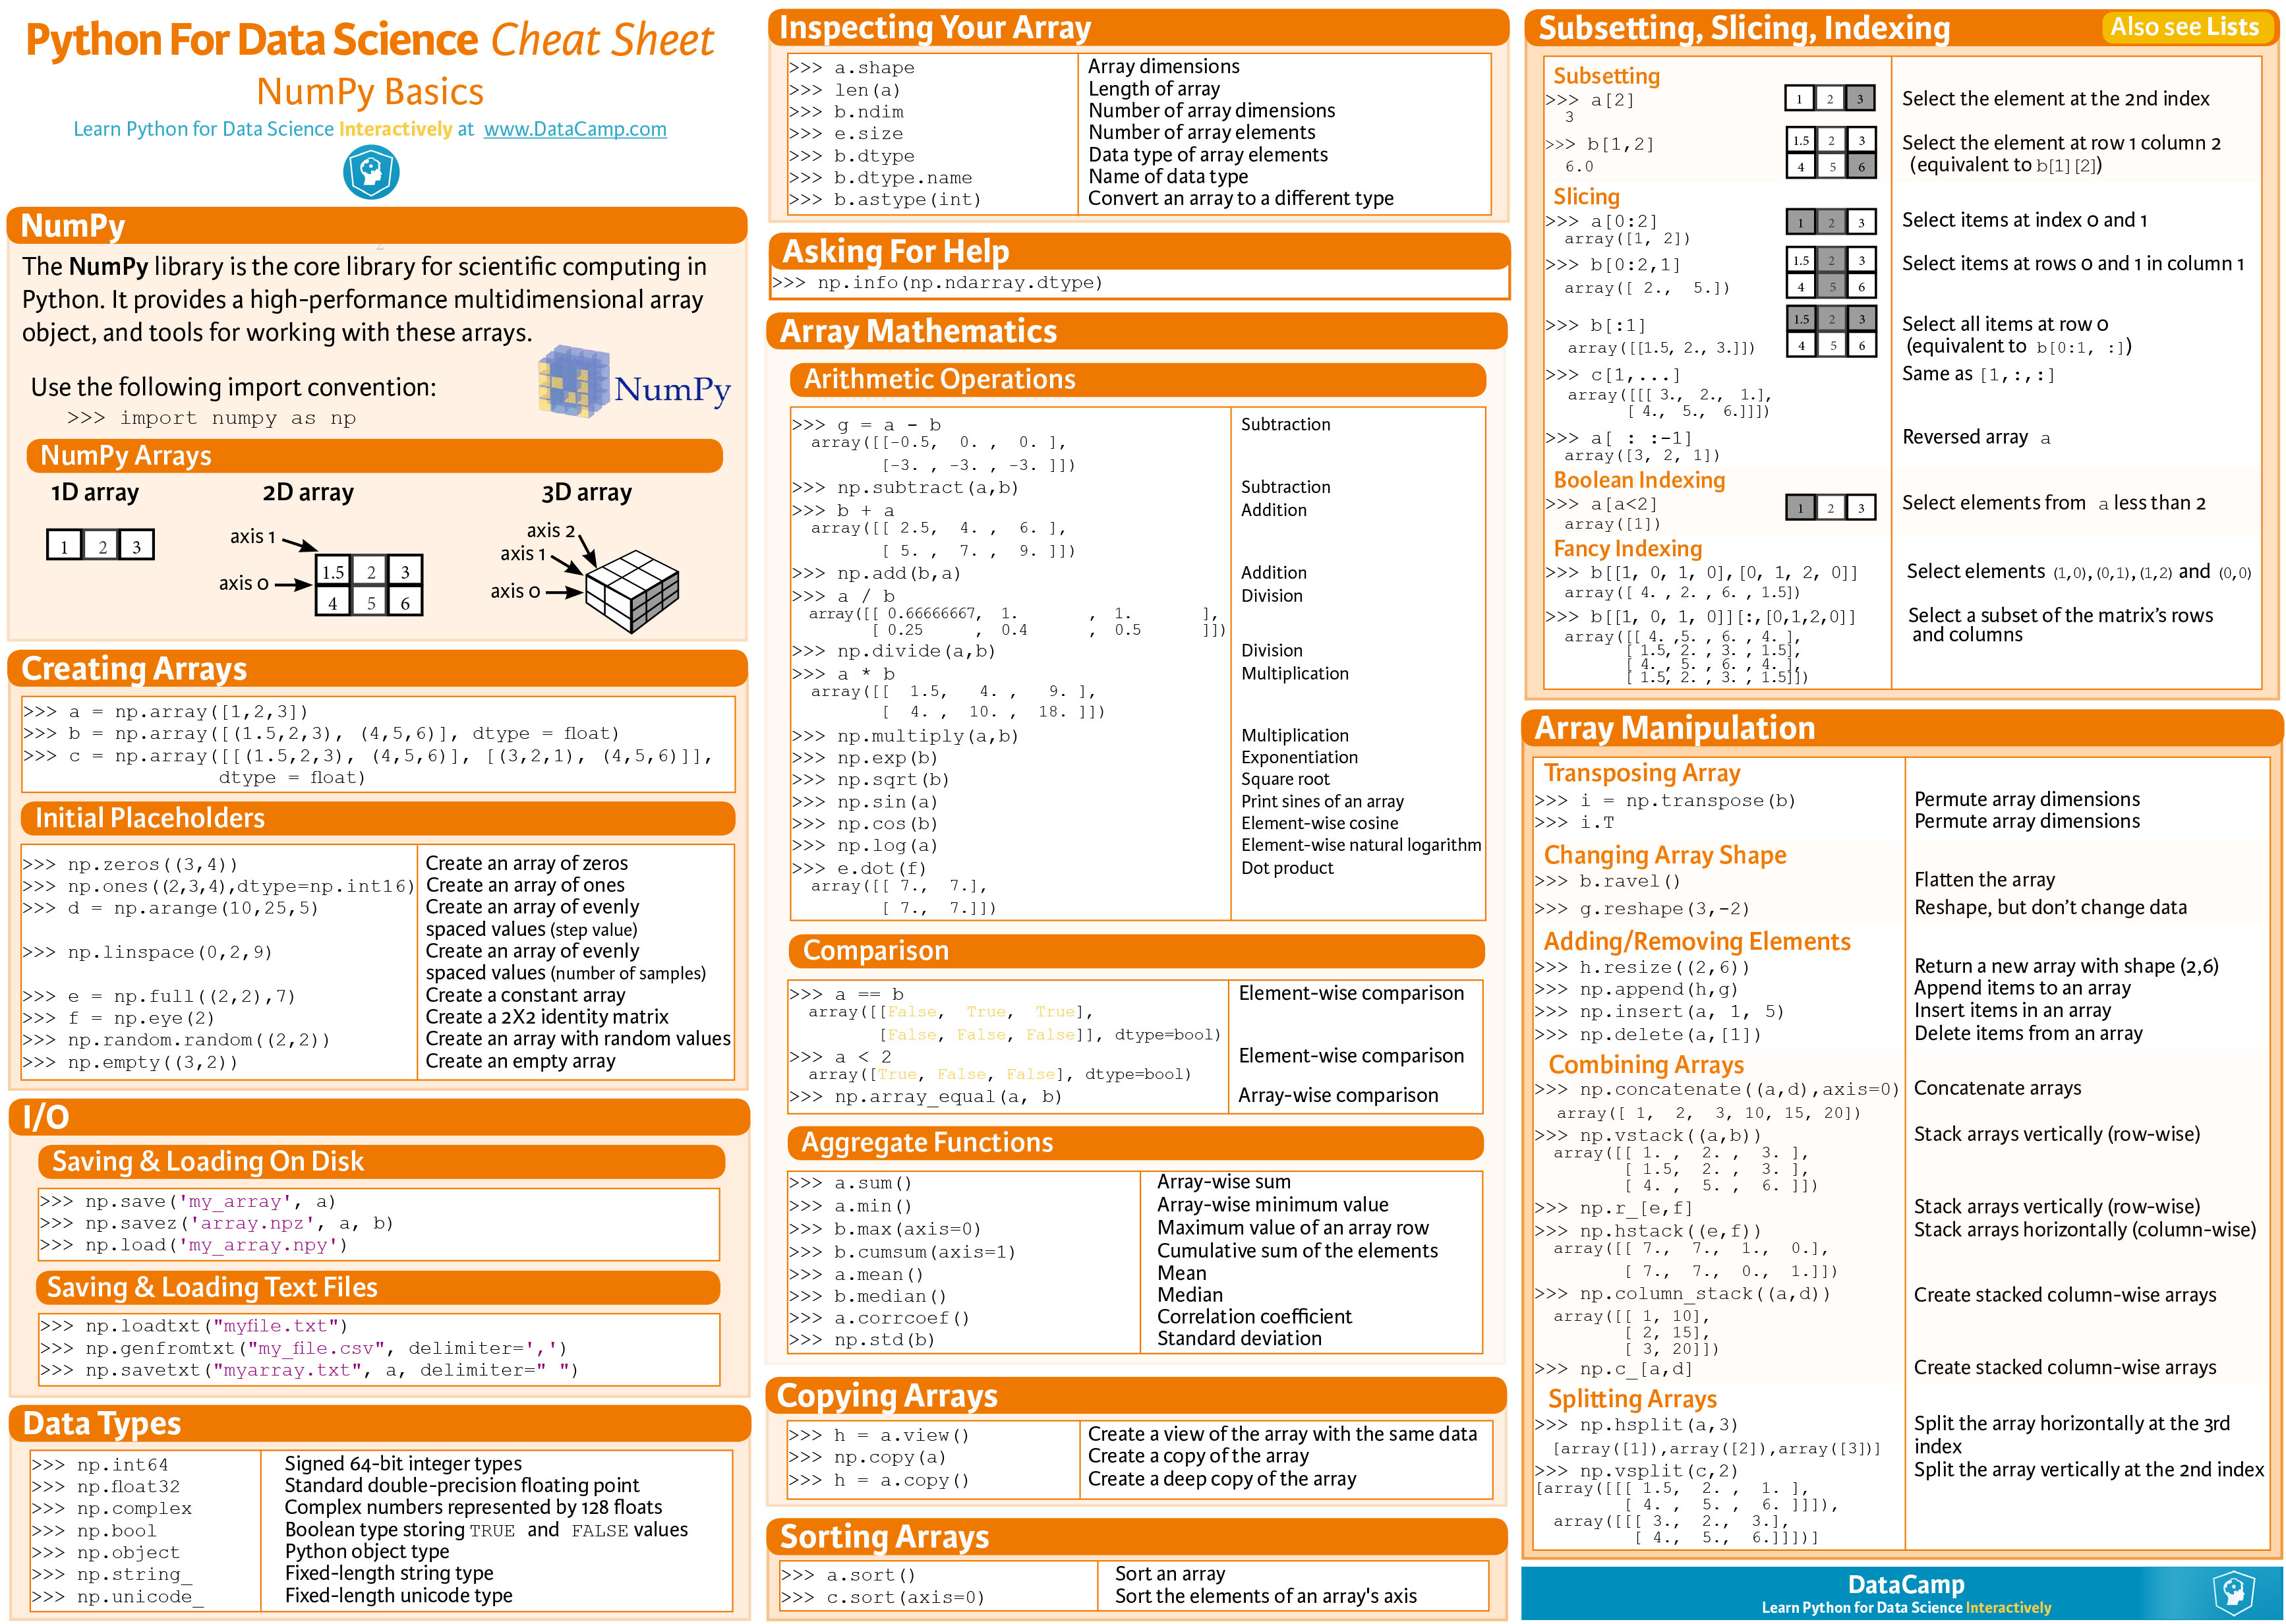 Python For Data Science Cheat Sheet
NumPy Basics
Learn Python for Data Science Interactively at www.DataCamp.com
NumPy
2
The NumPy library is the core library for scientific computing in
Python. It provides a high-performance multidimensional array
object, and tools for working with these arrays.
Use the following import convention:
>>> import numpy as np
NumPy
NumPy Arrays
1D array 2D array 3D array
1 2 3
axis 1
axis 0
1.5 2 3
4 5 6
axis 2
axis 1
axis 0
Creating Arrays
>>> a = np.array([1,2,3])
>>> b = np.array([(1.5,2,3), (4,5,6)], dtype = float)
>>> c = np.array([[(1.5,2,3), (4,5,6)], [(3,2,1), (4,5,6)]],
dtype = float)
Initial Placeholders
>>> np.zeros((3,4)) Create an array of zeros
>>> np.ones((2,3,4),dtype=np.int16) Create an array of ones
>>> d = np.arange(10,25,5) Create an array of evenly
spaced values (step value)
>>> np.linspace(0,2,9) Create an array of evenly
spaced values (number of samples)
>>> e = np.full((2,2),7) Create a constant array
>>> f = np.eye(2) Create a 2X2 identity matrix
>>> np.random.random((2,2)) Create an array with random values
>>> np.empty((3,2)) Create an empty array
I/O
Saving & Loading On Disk
>>> np.save('my_array', a)
>>> np.savez('array.npz', a, b)
>>> np.load('my_array.npy')
Saving & Loading Text Files
>>> np.loadtxt("myfile.txt")
>>> np.genfromtxt("my_file.csv", delimiter=',')
>>> np.savetxt("myarray.txt", a, delimiter=" ")
Data Types
>>> np.int64 Signed 64-bit integer types
>>> np.float32 Standard double-precision floating point
>>> np.complex Complex numbers represented by 128 floats
>>> np.bool Boolean type storing TRUE and FALSE values
>>> np.object Python object type
>>> np.string_ Fixed-length string type
>>> np.unicode_ Fixed-length unicode type
Inspecting Your Array
>>> a.shape Array dimensions
>>> len(a) Length of array
>>> b.ndim Number of array dimensions
>>> e.size Number of array elements
>>> b.dtype Data type of array elements
>>> b.dtype.name Name of data type
>>> b.astype(int) Convert an array to a different type
Asking For Help
>>> np.info(np.ndarray.dtype)
Array Mathematics
Arithmetic Operations
>>> g = a - b Subtraction
array([[-0.5, 0. , 0. ],
[-3. , -3. , -3. ]])
>>> np.subtract(a,b) Subtraction
>>> b + a Addition
array([[ 2.5, 4. , 6. ],
[ 5. , 7. , 9. ]])
>>> np.add(b,a) Addition
>>> a / b Division
array([[ 0.66666667, 1. , 1. ],
[ 0.25 , 0.4 , 0.5 ]])
>>> np.divide(a,b) Division
>>> a * b Multiplication
array([[ 1.5, 4. , 9. ],
[ 4. , 10. , 18. ]])
>>> np.multiply(a,b) Multiplication
>>> np.exp(b) Exponentiation
>>> np.sqrt(b) Square root
>>> np.sin(a) Print sines of an array
>>> np.cos(b) Element-wise cosine
>>> np.log(a) Element-wise natural logarithm
>>> e.dot(f) Dot product
array([[ 7., 7.],
[ 7., 7.]])
Comparison
>>> a == b Element-wise comparison
array([[False, True, True],
[False, False, False]], dtype=bool)
>>> a < 2 Element-wise comparison
array([True, False, False], dtype=bool)
>>> np.array_equal(a, b) Array-wise comparison
Aggregate Functions
>>> a.sum() Array-wise sum
>>> a.min() Array-wise minimum value
>>> b.max(axis=0) Maximum value of an array row
>>> b.cumsum(axis=1) Cumulative sum of the elements
>>> a.mean() Mean
>>> b.median() Median
>>> a.corrcoef() Correlation coefficient
>>> np.std(b) Standard deviation
Copying Arrays
>>> h = a.view() Create a view of the array with the same data
>>> np.copy(a) Create a copy of the array
>>> h = a.copy() Create a deep copy of the array
Sorting Arrays
>>> a.sort() Sort an array
>>> c.sort(axis=0) Sort the elements of an array's axis
Subsetting, Slicing, Indexing Also see Lists
Subsetting
>>> a[2] 1 2 3 Select the element at the 2nd index
3
>>> b[1,2] 1.5 2 3 Select the element at row 1 column 2
6.0 4 5 6 (equivalent to b[1][2])
Slicing
>>> a[0:2] 1 2 3 Select items at index 0 and 1
array([1, 2])
>>> b[0:2,1] 1.5 2 3 Select items at rows 0 and 1 in column 1
array([ 2., 5.]) 4 5 6
>>> b[:1] 1.5 2 3 Select all items at row 0
array([[1.5, 2., 3.]]) 4 5 6 (equivalent to b[0:1, :])
>>> c[1,...] Same as [1,:,:]
array([[[ 3., 2., 1.],
[ 4., 5., 6.]]])
>>> a[ : :-1] Reversed array a
array([3, 2, 1])
Boolean Indexing
>>> a[a<2] 1 2 3 Select elements from a less than 2
array([1])
Fancy Indexing
>>> b[[1, 0, 1, 0],[0, 1, 2, 0]] Select elements (1,0),(0,1),(1,2) and (0,0)
array([ 4. , 2. , 6. , 1.5])
>>> b[[1, 0, 1, 0]][:,[0,1,2,0]] Select a subset of the matrix's rows
array([[ 4. ,5. , 6. , 4. ], and columns
[ 1.5, 2. , 3. , 1.5],
[ 4. , 5. , 6. , 4. ],
[ 1.5, 2. , 3. , 1.5]])
Array Manipulation
Transposing Array
>>> i = np.transpose(b) Permute array dimensions
>>> i.T Permute array dimensions
Changing Array Shape
>>> b.ravel() Flatten the array
>>> g.reshape(3,-2) Reshape, but don't change data
Adding/Removing Elements
>>> h.resize((2,6)) Return a new array with shape (2,6)
>>> np.append(h,g) Append items to an array
>>> np.insert(a, 1, 5) Insert items in an array
>>> np.delete(a,[1]) Delete items from an array
Combining Arrays
>>> np.concatenate((a,d),axis=0) Concatenate arrays
array([ 1, 2, 3, 10, 15, 20])
>>> np.vstack((a,b)) Stack arrays vertically (row-wise)
array([[ 1. , 2. , 3. ],
[ 1.5, 2. , 3. ],
[ 4. , 5. , 6. ]])
>>> np.r_[e,f] Stack arrays vertically (row-wise)
>>> np.hstack((e,f)) Stack arrays horizontally (column-wise)
array([[ 7., 7., 1., 0.],
[ 7., 7., 0., 1.]])
>>> np.column_stack((a,d)) Create stacked column-wise arrays
array([[ 1, 10],
[ 2, 15],
[ 3, 20]])
>>> np.c_[a,d] Create stacked column-wise arrays
Splitting Arrays
>>> np.hsplit(a,3) Split the array horizontally at the 3rd
[array([1]),array([2]),array([3])] index
>>> np.vsplit(c,2) Split the array vertically at the 2nd index
[array([[[ 1.5, 2. , 1. ],
[ 4. , 5. , 6. ]]]),
array([[[ 3., 2., 3.],
[ 4., 5., 6.]]])]
DataCamp
Learn Python for Data Science Interactively